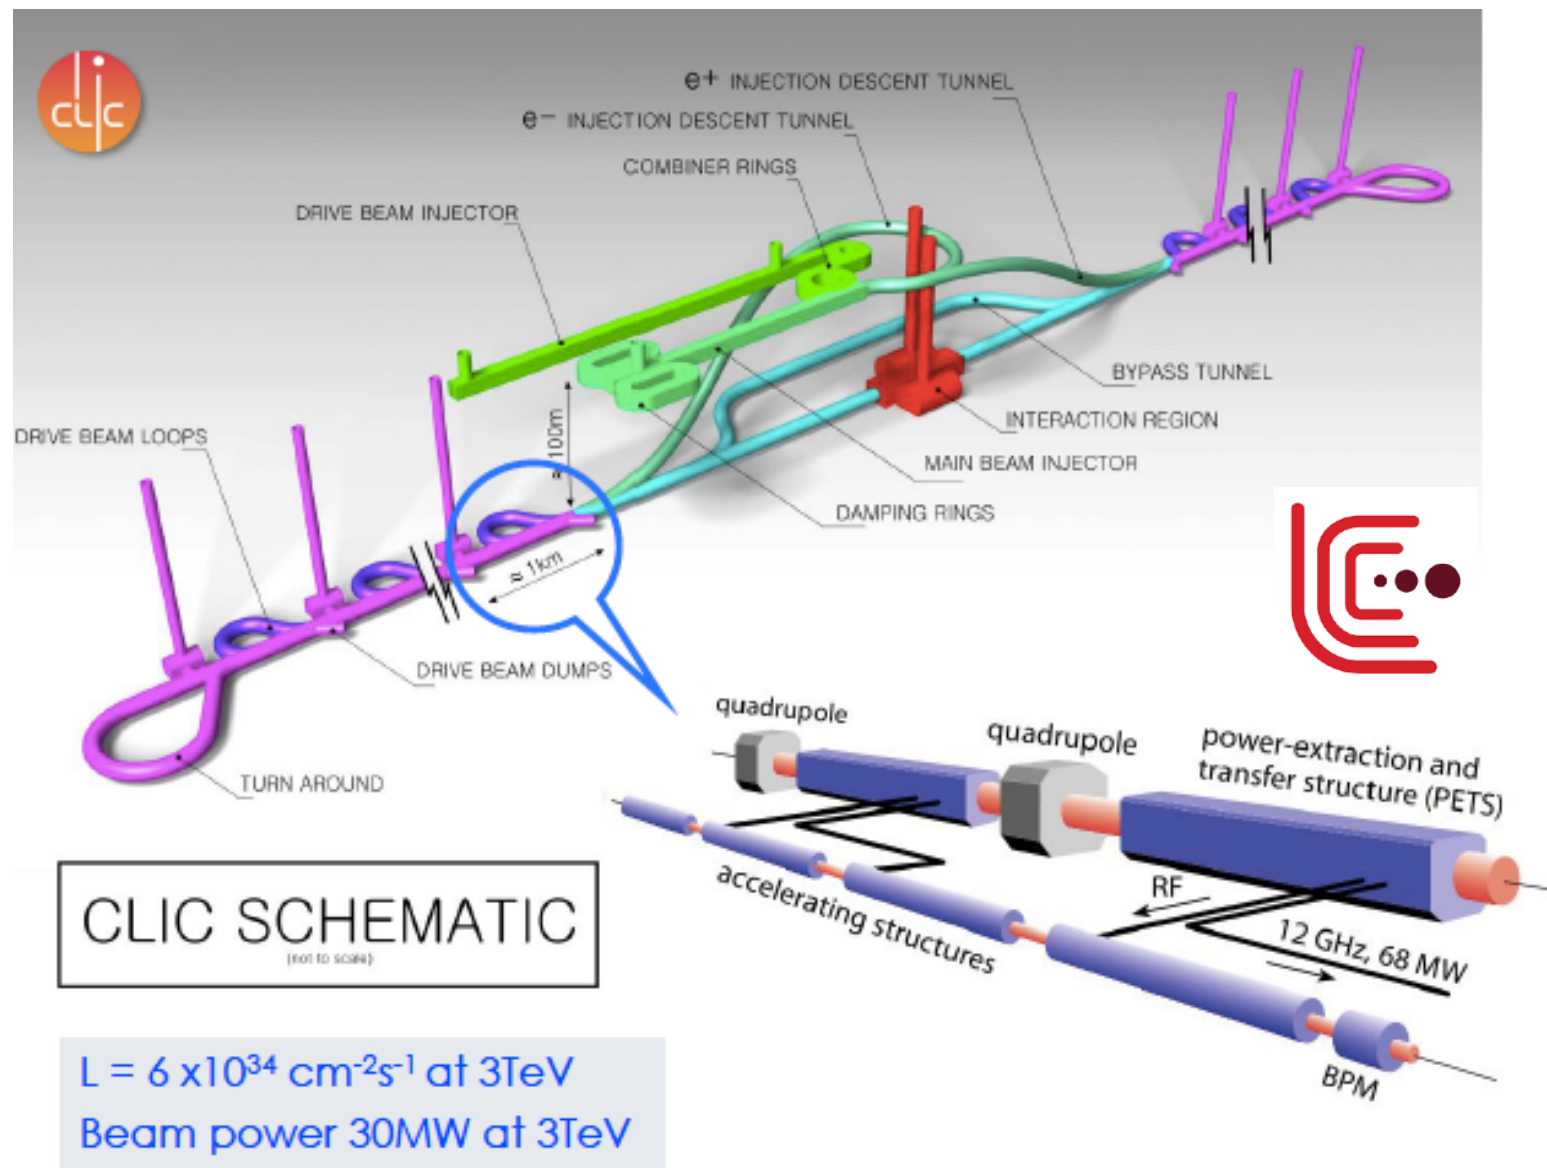 clic
e+ INJECTION DESCENT TUNNEL
e− INJECTION DESCENT TUNNEL
COMBINER RINGS
DRIVE BEAM INJECTOR
BYPASS TUNNEL
INTERACTION REGION
≈ 100m
DRIVE BEAM LOOPS
MAIN BEAM INJECTOR
DAMPING RINGS
≈ 1km
DRIVE BEAM DUMPS
TURN AROUND
quadrupole
quadrupole
power-extraction and
transfer structure (PETS)
accelerating structures
RF
12 GHz, 68 MW
BPM
CLIC SCHEMATIC
(not to scale)
L = 6 x10³⁴ cm⁻²s⁻¹ at 3TeV
Beam power 30MW at 3TeV